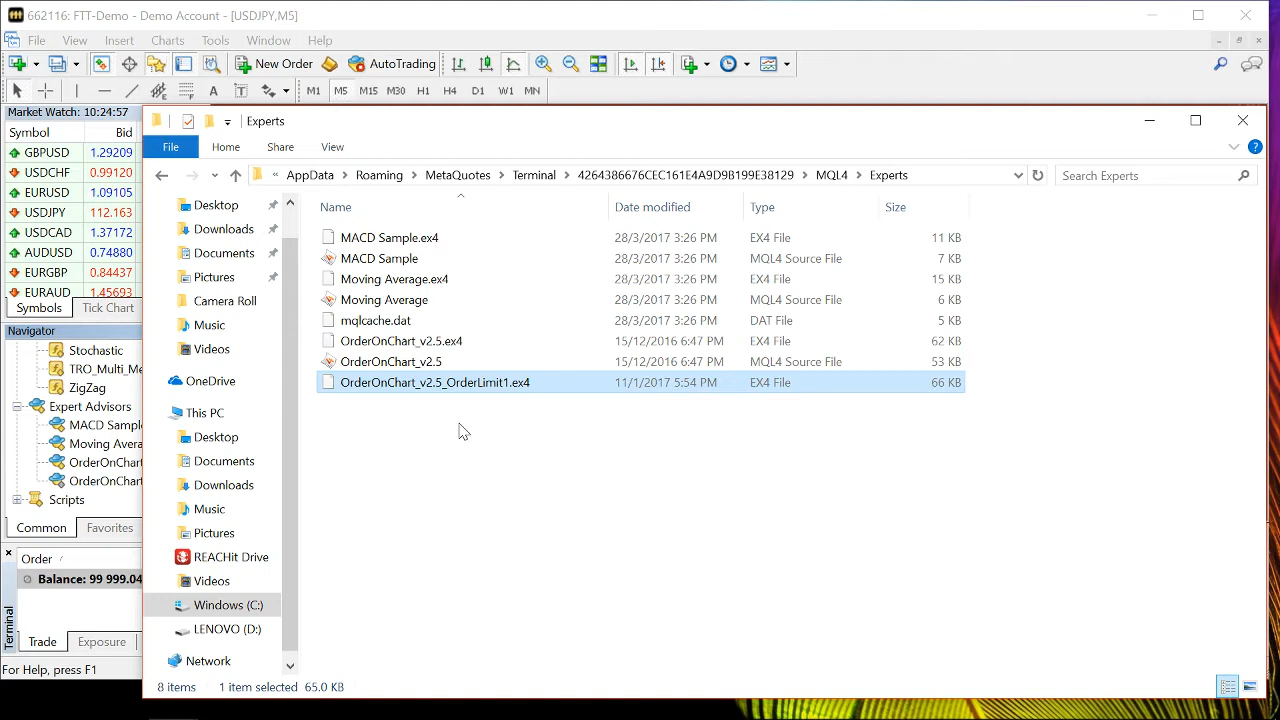 662116: FTT-Demo - Demo Account - [USDJPY,M5]
File View Insert Charts Tools Window Help
New Order AutoTrading
A T M1 M5 M15 M30 H1 H4 D1 W1 MN
Market Watch: 10:24:57
Symbol Bid
GBPUSD 1.29209
USDCHF 0.99120
EURUSD 1.09105
USDJPY 112.163
USDCAD 1.37172
AUDUSD 0.74880
EURGBP 0.84437
EURAUD 1.45693
Symbols Tick Chart
Navigator
Stochastic
TRO_Multi_Me
ZigZag
Expert Advisors
MACD Sampl
Moving Avera
OrderOnChart
OrderOnChart
Scripts
Common Favorites
Order
Balance: 99 999.04
Terminal
Trade Exposure
For Help, press F1
Experts
File Home Share View
« AppData > Roaming > MetaQuotes > Terminal > 4264386676CEC161E4A9D9B199E38129 > MQL4 > Experts
Search Experts
Desktop
Downloads
Documents
Pictures
Camera Roll
Music
Videos
OneDrive
This PC
Desktop
Documents
Downloads
Music
Pictures
REACHit Drive
Videos
Windows (C:)
LENOVO (D:)
Network
Name Date modified Type Size
MACD Sample.ex4 28/3/2017 3:26 PM EX4 File 11 KB
MACD Sample 28/3/2017 3:26 PM MQL4 Source File 7 KB
Moving Average.ex4 28/3/2017 3:26 PM EX4 File 15 KB
Moving Average 28/3/2017 3:26 PM MQL4 Source File 6 KB
mqlcache.dat 28/3/2017 3:26 PM DAT File 5 KB
OrderOnChart_v2.5.ex4 15/12/2016 6:47 PM EX4 File 62 KB
OrderOnChart_v2.5 15/12/2016 6:47 PM MQL4 Source File 53 KB
OrderOnChart_v2.5_OrderLimit1.ex4 11/1/2017 5:54 PM EX4 File 66 KB
8 items 1 item selected 65.0 KB